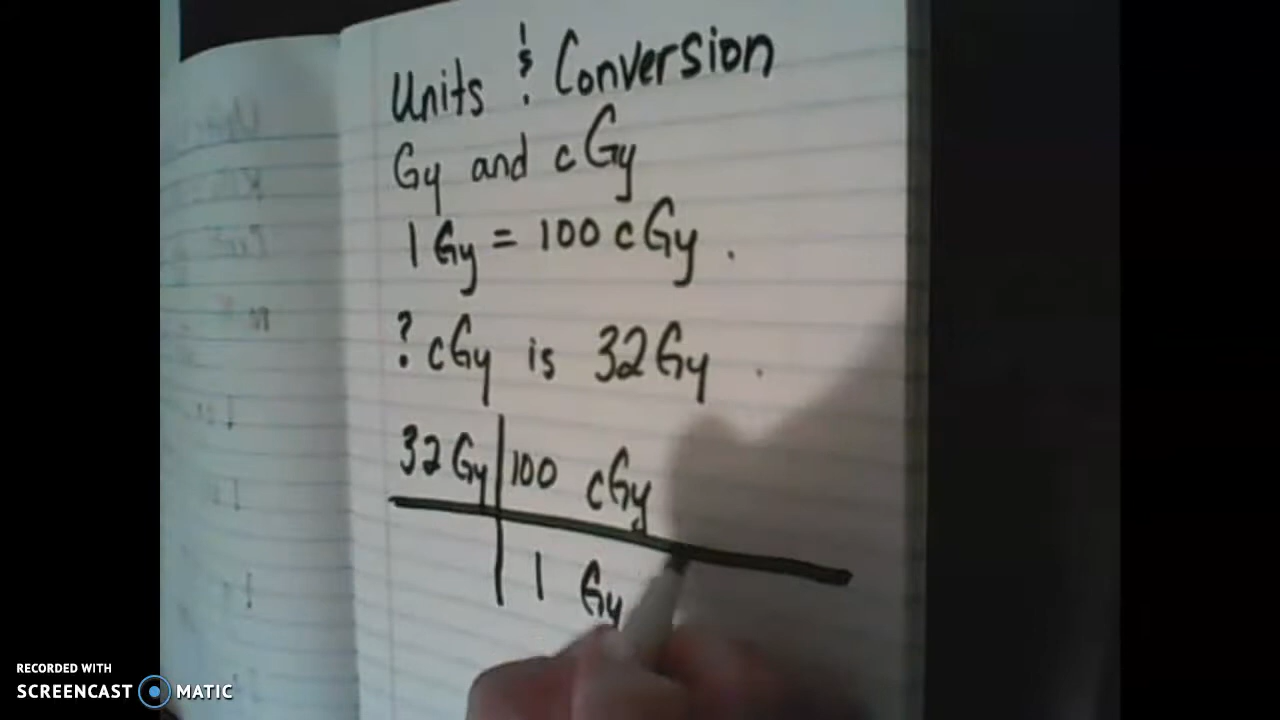 Units & Conversion
Gy and cGy
1 Gy = 100 cGy .
? cGy is 32 Gy .
32 Gy | 100 cGy
1 Gy
RECORDED WITH
SCREENCAST MATIC